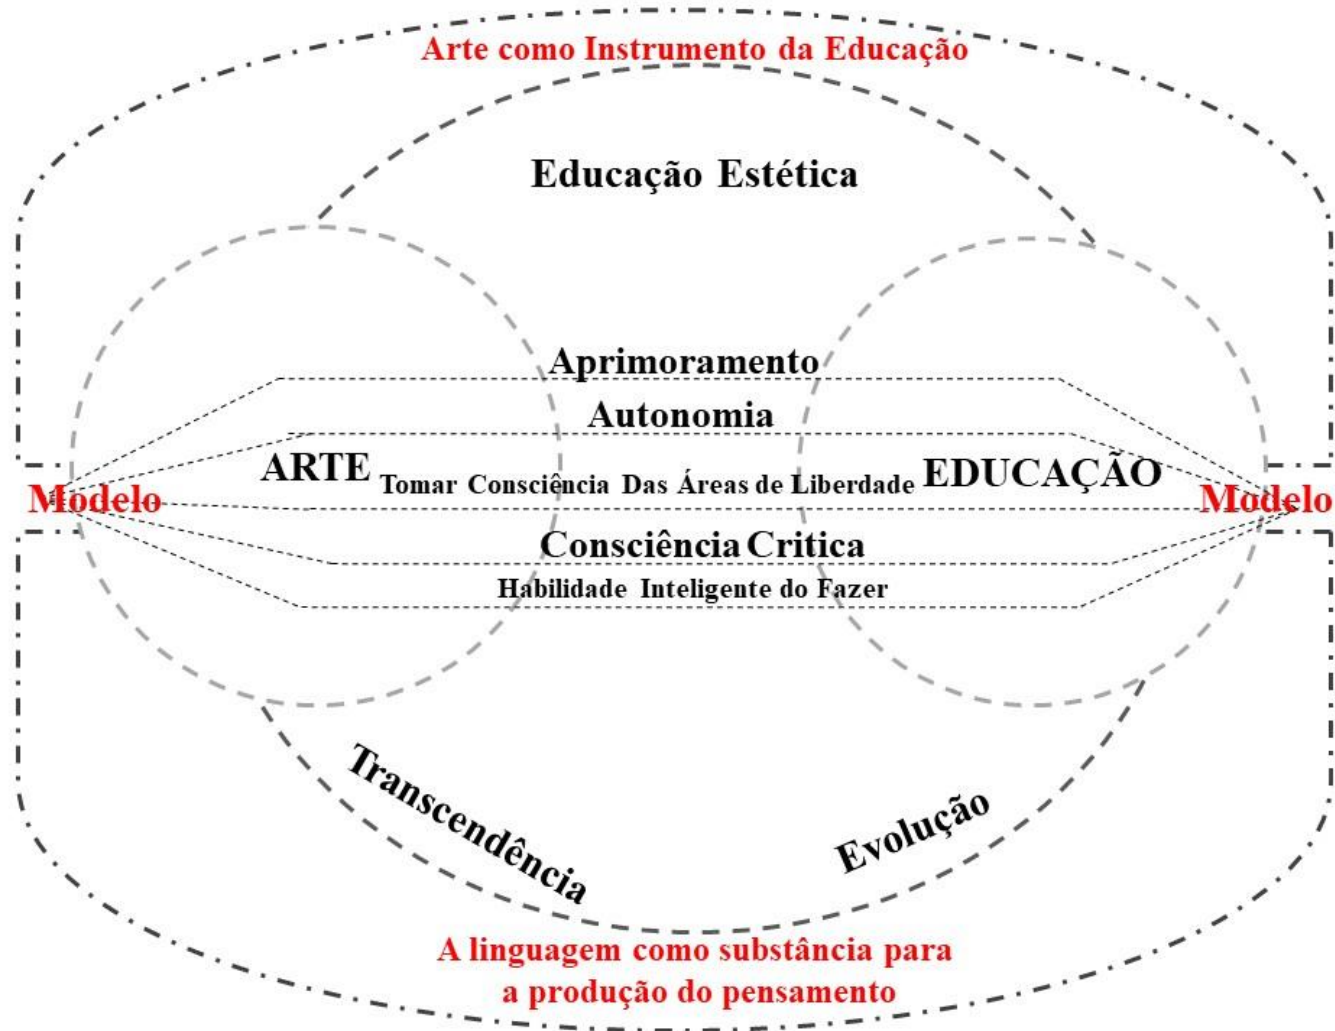 Arte como Instrumento da Educação
Educação Estética
Aprimoramento
Autonomia
ARTE
Tomar Consciência Das Áreas de Liberdade
EDUCAÇÃO
Modelo
Modelo
Consciência Critica
Habilidade Inteligente do Fazer
Transcendência
Evolução
A linguagem como substância para
a produção do pensamento